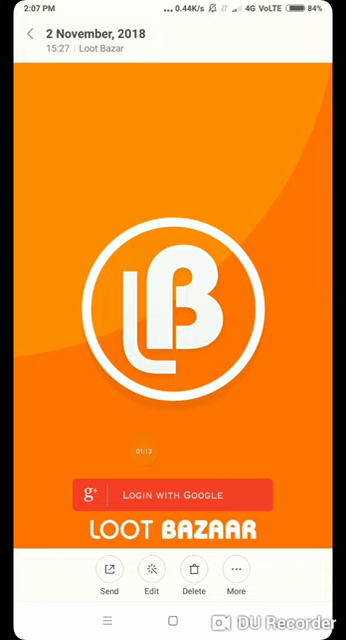 2:07 PM ... 0.44K/s 4G VoLTE 84%
2 November, 2018
15:27 | Loot Bazar
LB
01:13
g+ LOGIN WITH GOOGLE
LOOT BAZAAR
Send Edit Delete More
DU Recorder